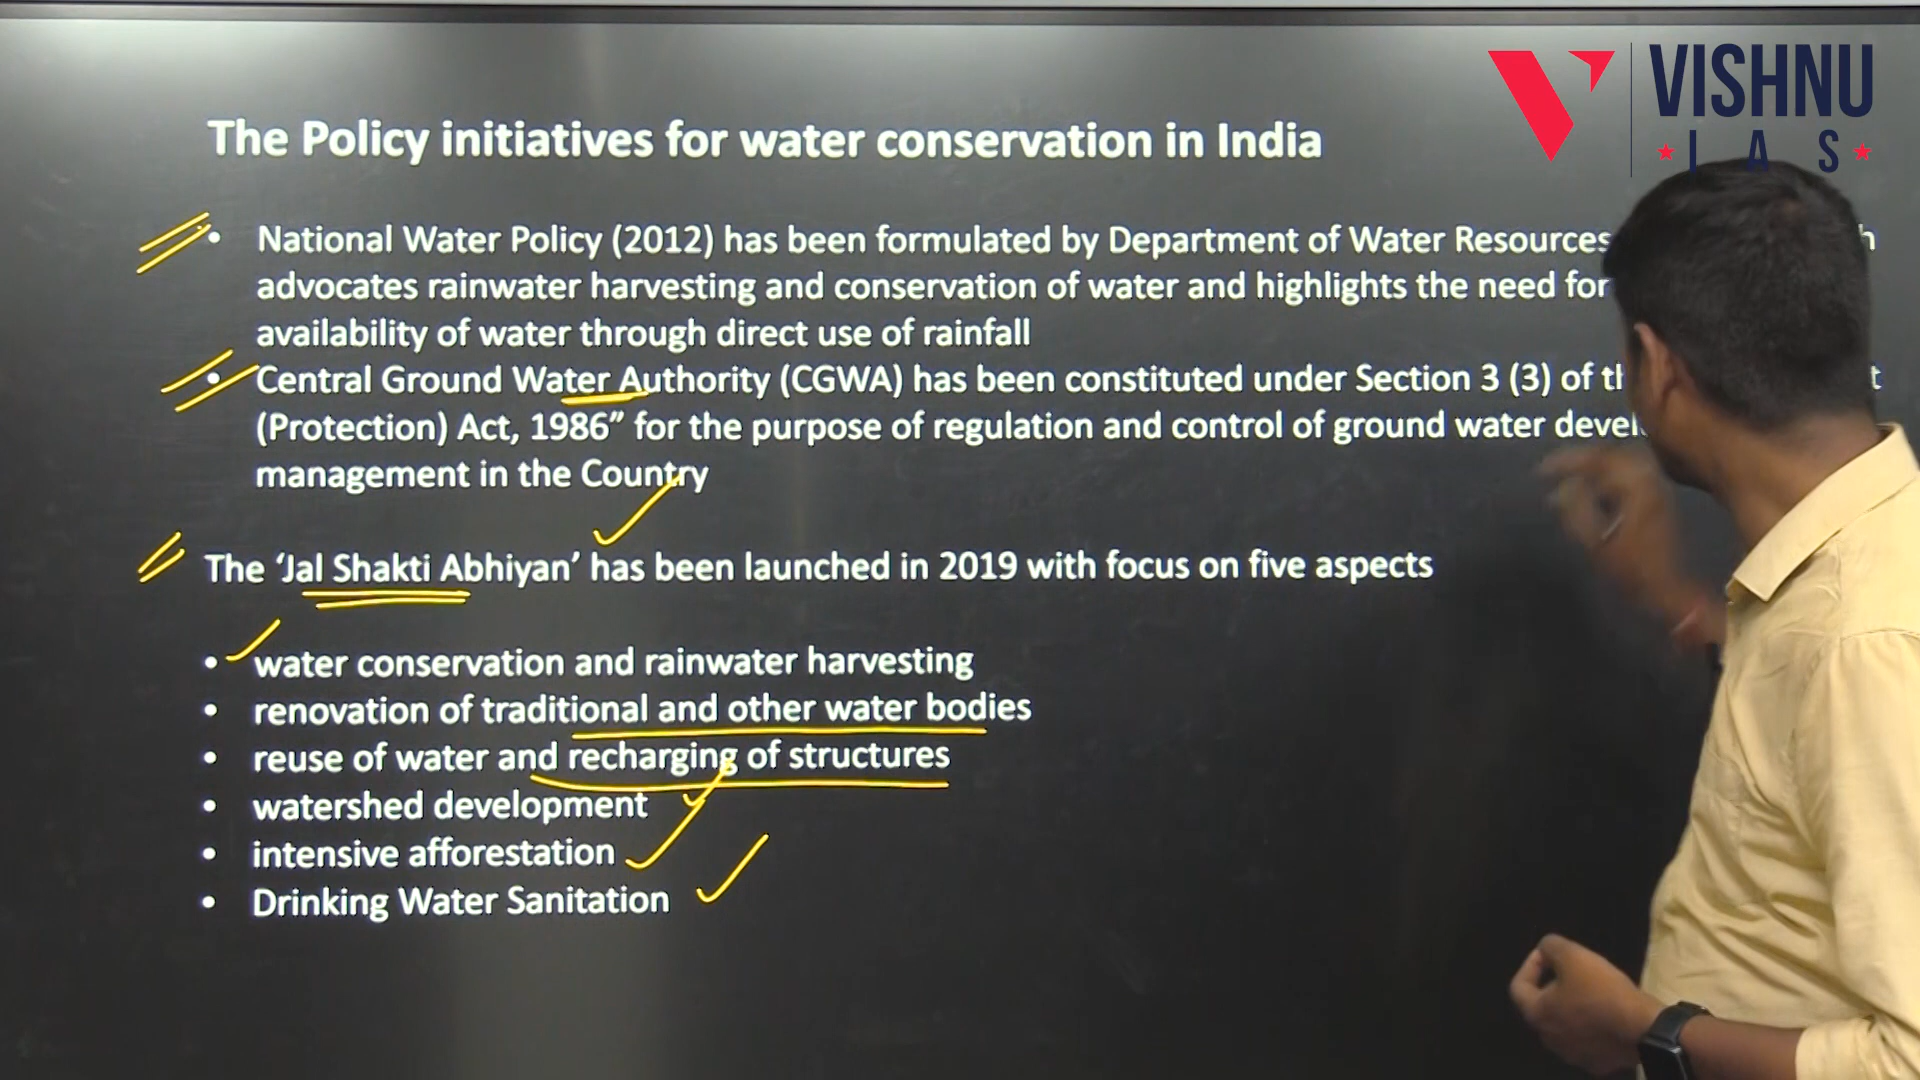 VISHNU
IAS
The Policy initiatives for water conservation in India
• National Water Policy (2012) has been formulated by Department of Water Resources
advocates rainwater harvesting and conservation of water and highlights the need for
availability of water through direct use of rainfall
• Central Ground Water Authority (CGWA) has been constituted under Section 3 (3) of
(Protection) Act, 1986” for the purpose of regulation and control of ground water
management in the Country
The ‘Jal Shakti Abhiyan’ has been launched in 2019 with focus on five aspects
• water conservation and rainwater harvesting
• renovation of traditional and other water bodies
• reuse of water and recharging of structures
• watershed development
• intensive afforestation
• Drinking Water Sanitation